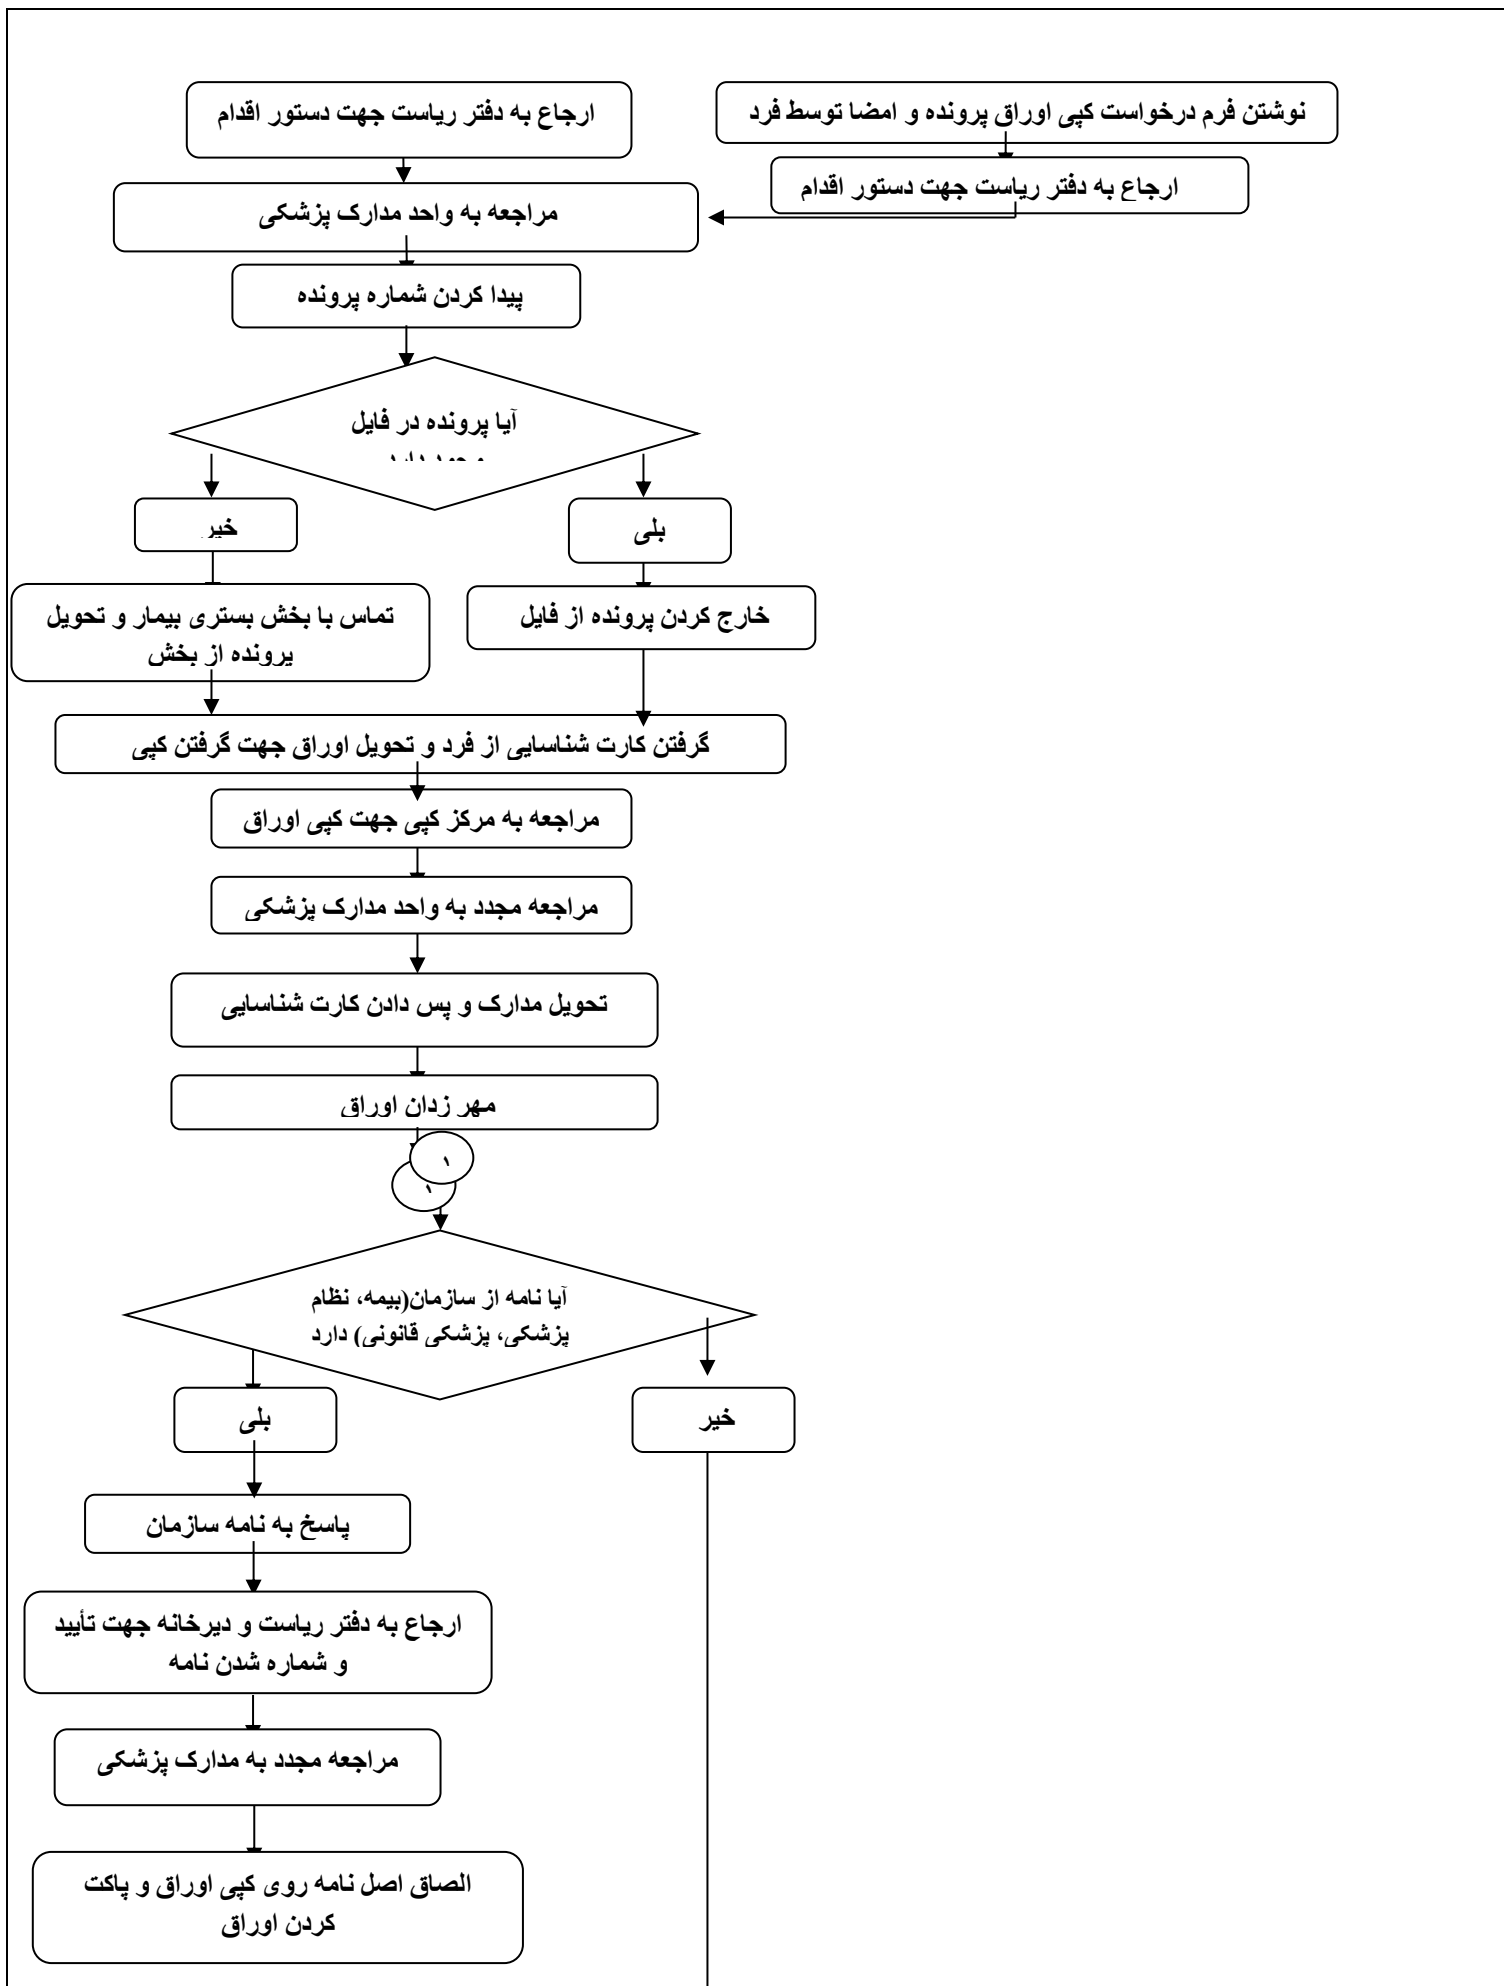 نوشتن فرم درخواست کپی اوراق پرونده و امضا توسط فرد
ارجاع به دفتر ریاست جهت دستور اقدام
ارجاع به دفتر ریاست جهت دستور اقدام
مراجعه به واحد مدارک پزشکی
پیدا کردن شماره پرونده
آیا پرونده در فایل
بلی
خیر
خارج کردن پرونده از فایل
تماس با بخش بستری بیمار و تحویل
پرونده از بخش
گرفتن کارت شناسایی از فرد و تحویل اوراق جهت گرفتن کپی
مراجعه به مرکز کپی جهت کپی اوراق
مراجعه مجدد به واحد مدارک پزشکی
تحویل مدارک و پس دادن کارت شناسایی
مهر زدان اوراق
۱
۱
آیا نامه از سازمان(بیمه، نظام
پزشکی، پزشکی قانونی) دارد
خیر
بلی
پاسخ به نامه سازمان
ارجاع به دفتر ریاست و دیرخانه جهت تأیید
و شماره شدن نامه
مراجعه مجدد به مدارک پزشکی
الصاق اصل نامه روی کپی اوراق و پاکت
کردن اوراق